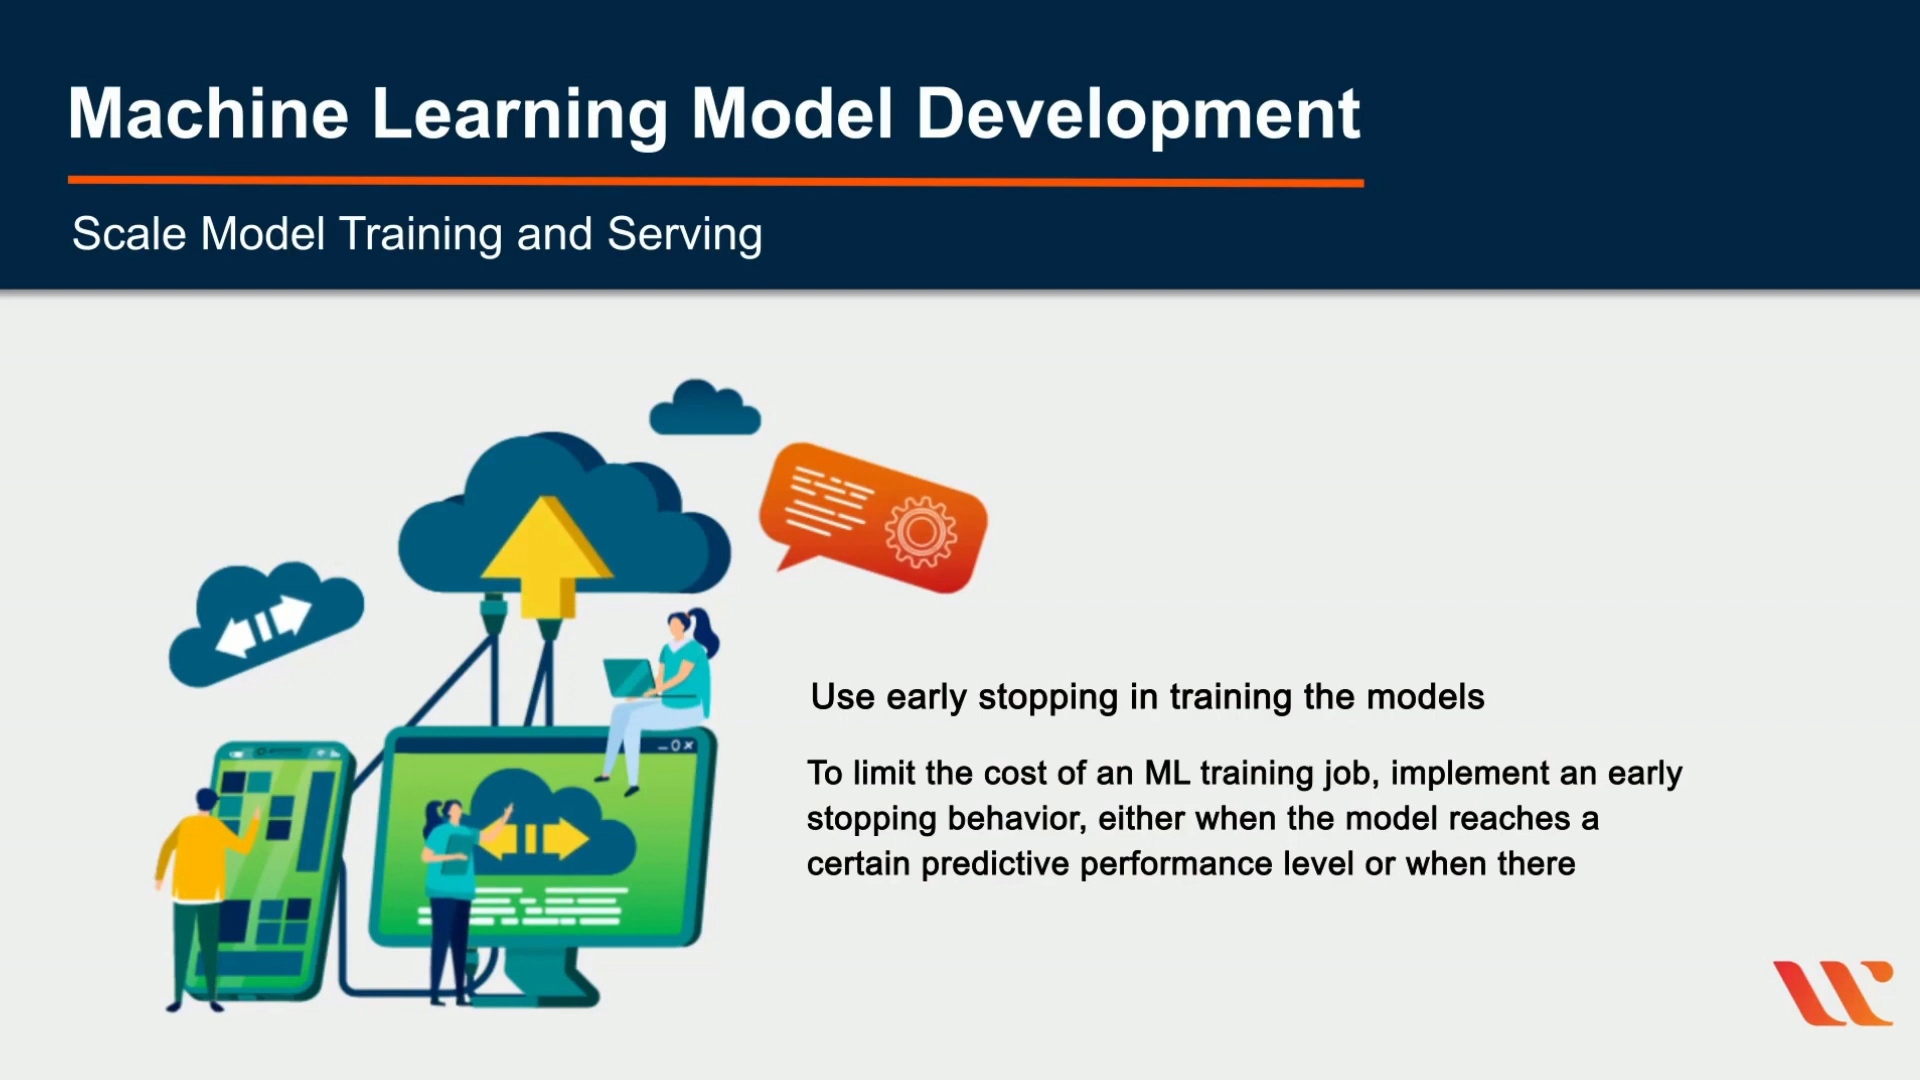 Machine Learning Model Development
Scale Model Training and Serving
Use early stopping in training the models
To limit the cost of an ML training job, implement an early
stopping behavior, either when the model reaches a
certain predictive performance level or when there